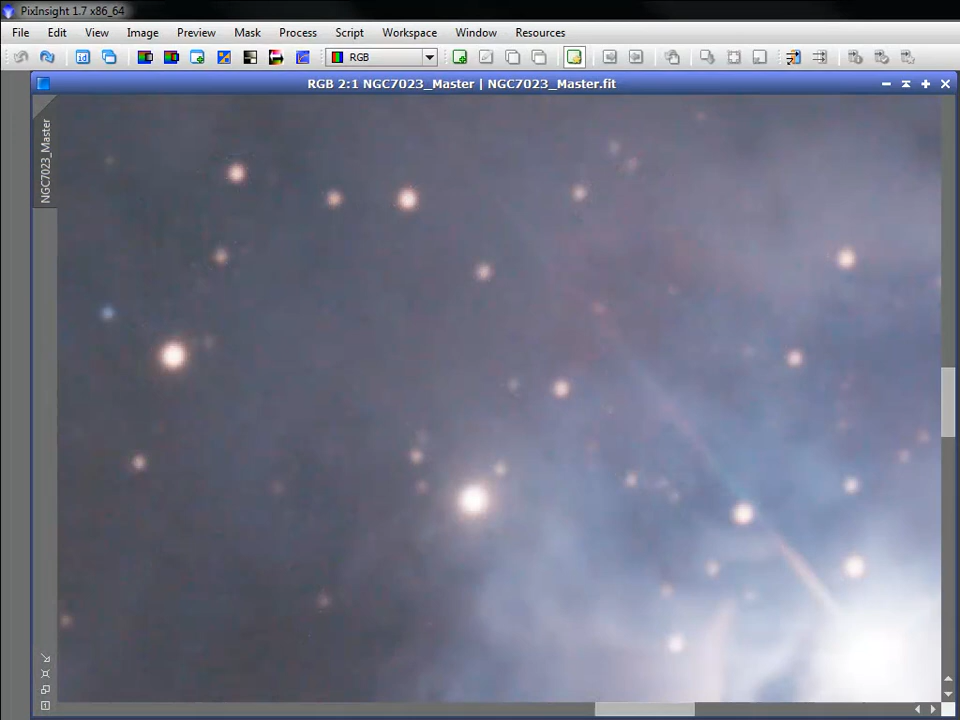 PixInsight 1.7 x86_64
File Edit View Image Preview Mask Process Script Workspace Window Resources
id RGB
RGB 2:1 NGC7023_Master | NGC7023_Master.fit
NGC7023_Master